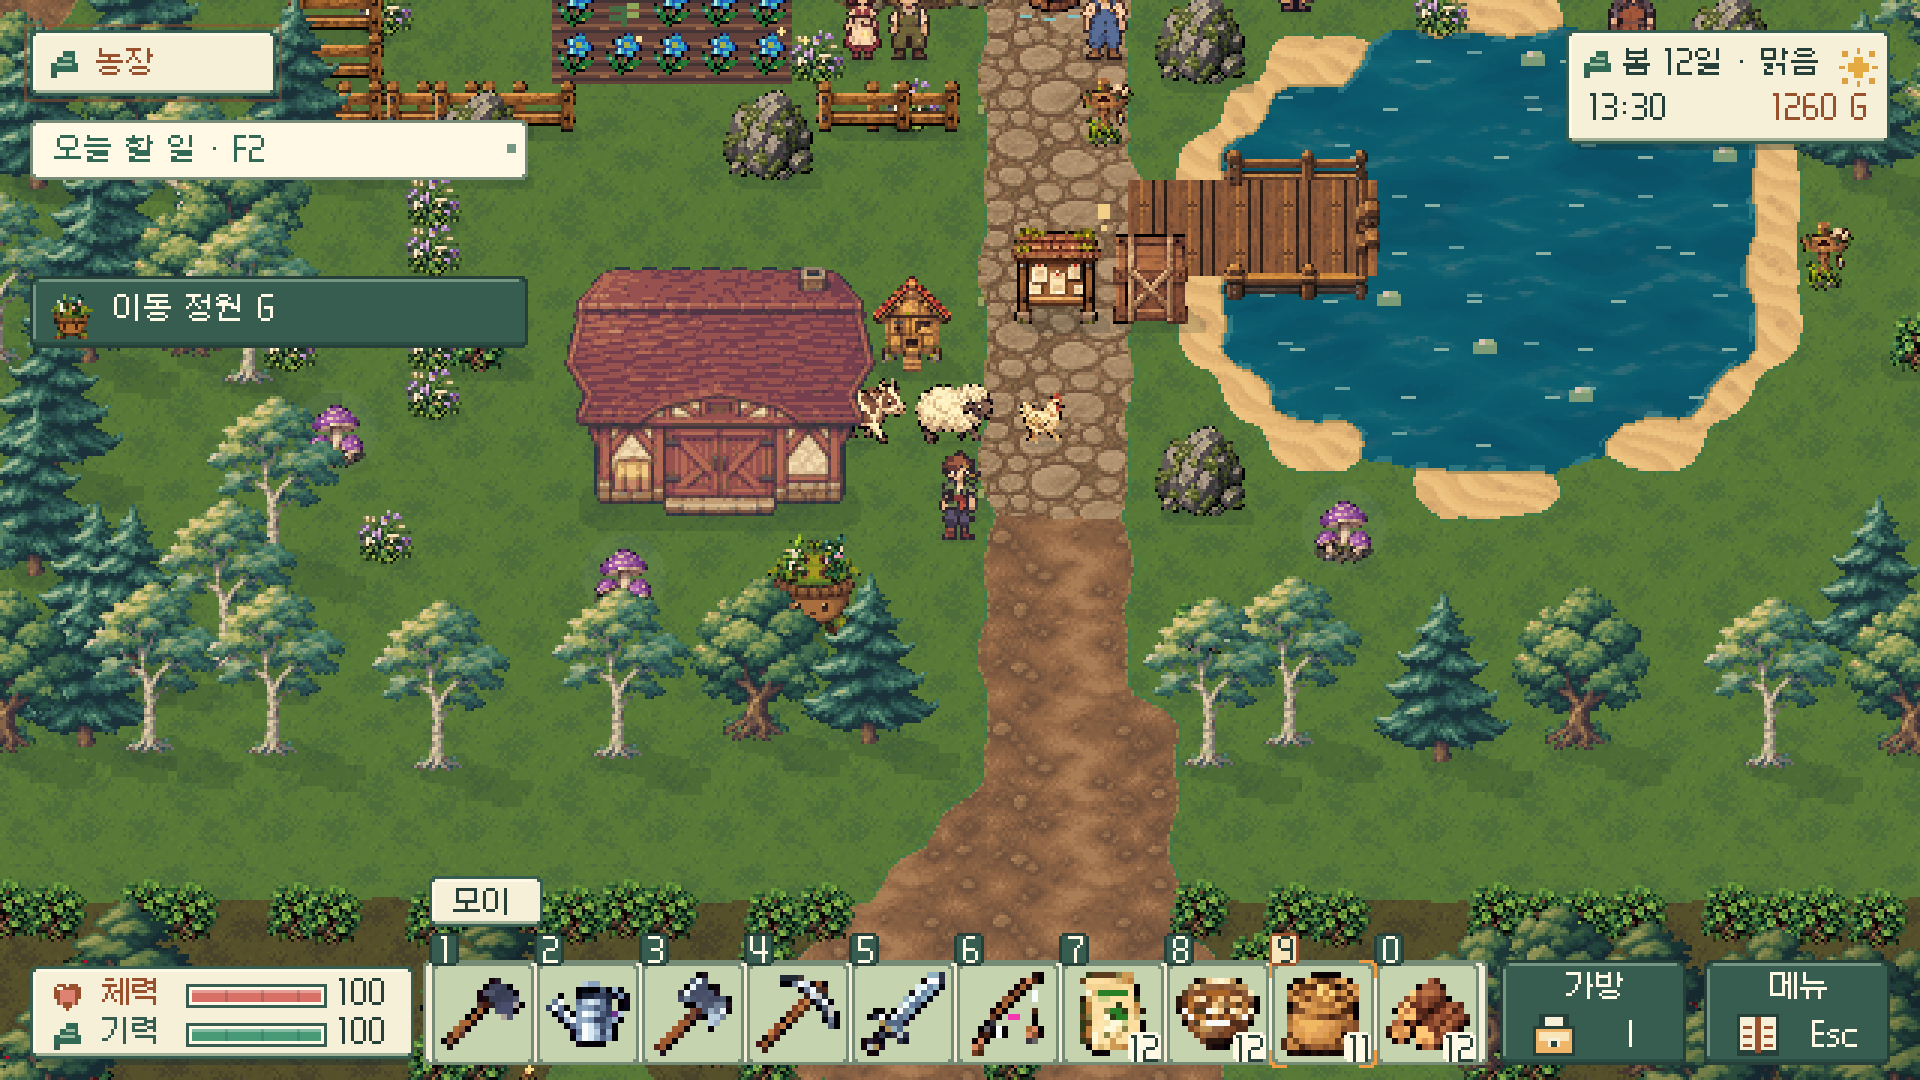 농장
봄 12일 · 맑음
13:30 1260 G
오늘 할 일 · F2
이동 정원 G
모이
1 2 3 4 5 6 7 8 9 0
12 12 11 12
체력 100
기력 100
가방
I
메뉴
Esc